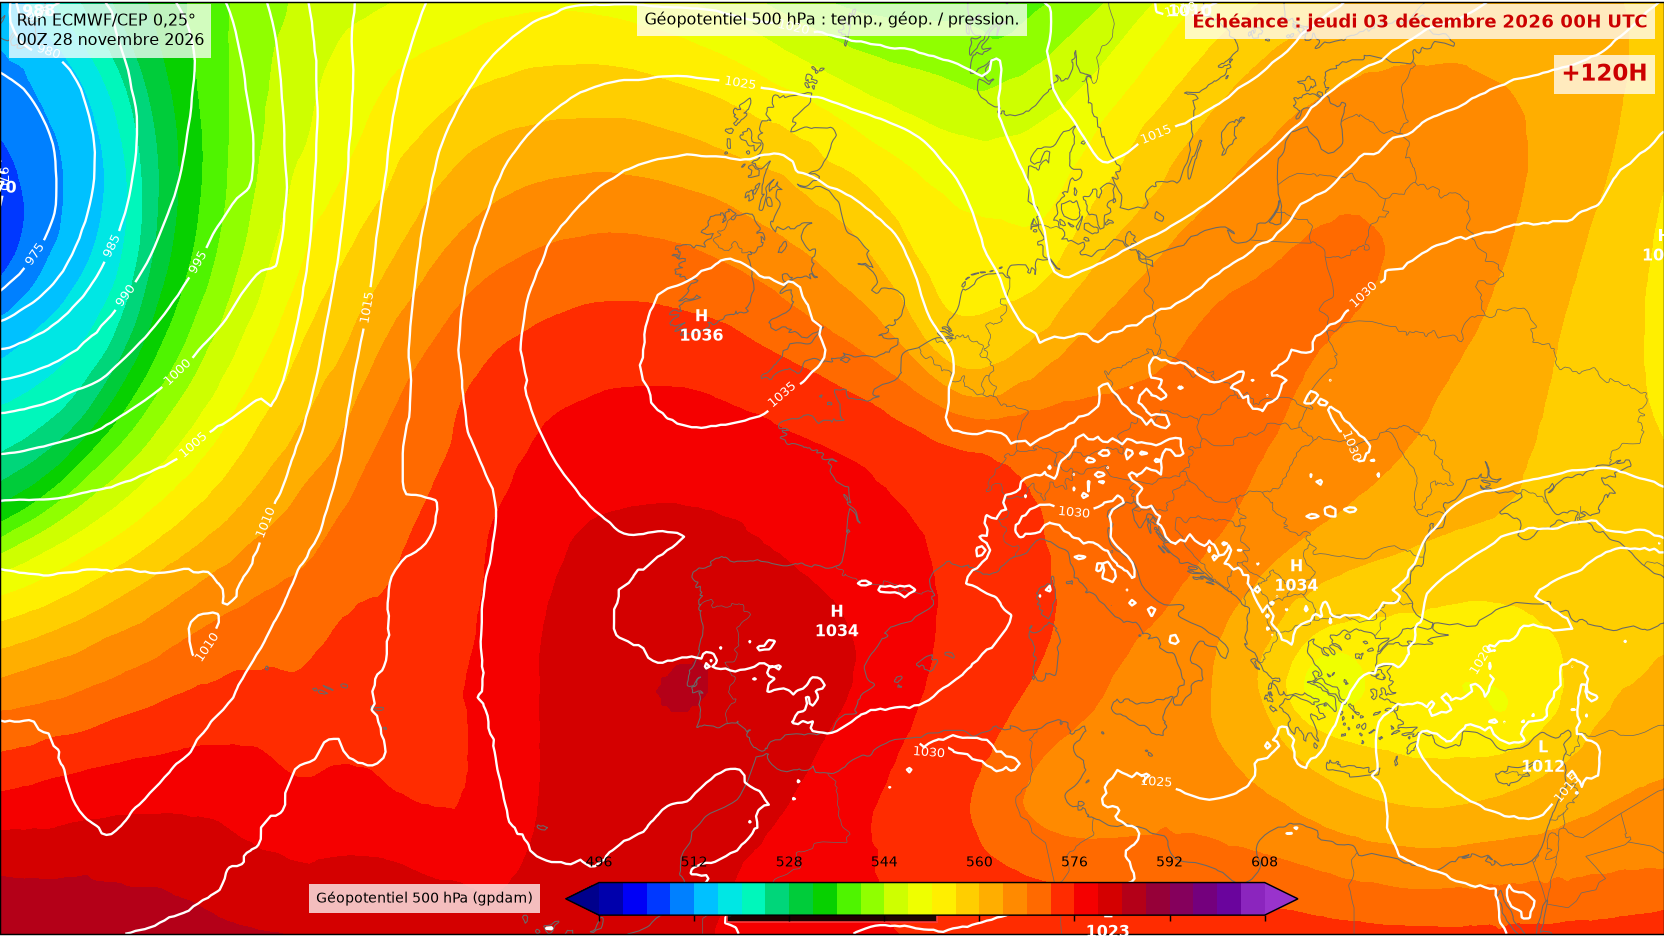 Run ECMWF/CEP 0,25°
00Z 28 novembre 2026
Géopotentiel 500 hPa : temp., géop. / pression.
Échéance : jeudi 03 décembre 2026 00H UTC
+120H
1025
1015
975
985
995
990
1015
1030
H
1036
1035
1000
1005
1030
1010
1030
H
1034
H
1034
1010
1020
L
1012
1030
1025
1015
496 512 528 544 560 576 592 608
Géopotentiel 500 hPa (gpdam)
1023